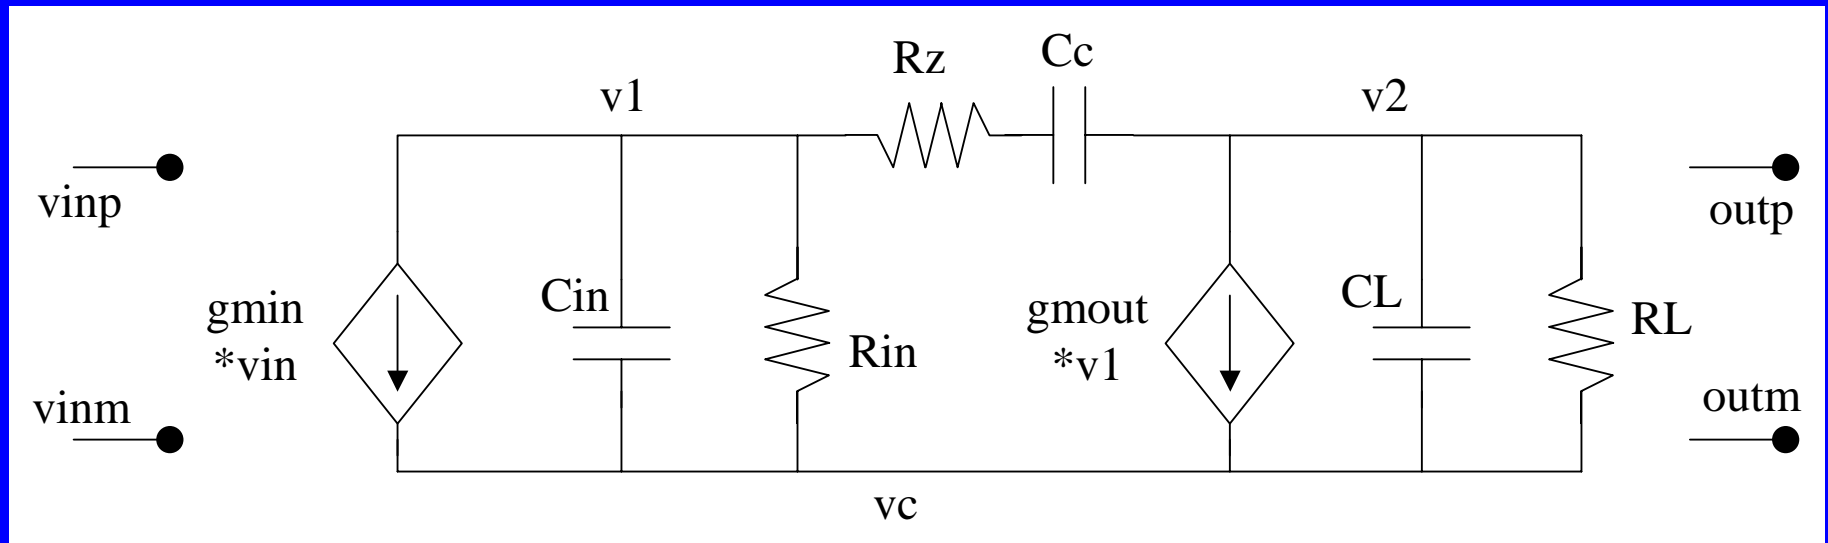 Rz
Cc
v1
v2
vinp
outp
gmin
*vin
Cin
Rin
gmout
*v1
CL
RL
vinm
outm
vc